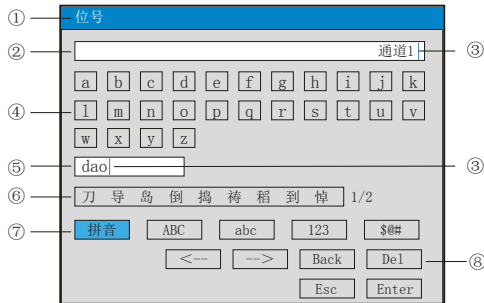 ① 位号
② 通道1 ③
a b c d e f g h i j k
④ l m n o p q r s t u v
w x y z
⑤ dao ③
⑥ 刀 导 岛 倒 捣 祷 稻 到 悼 1/2
⑦ 拼音 ABC abc 123 $@#
<-- --> Back Del ⑧
Esc Enter